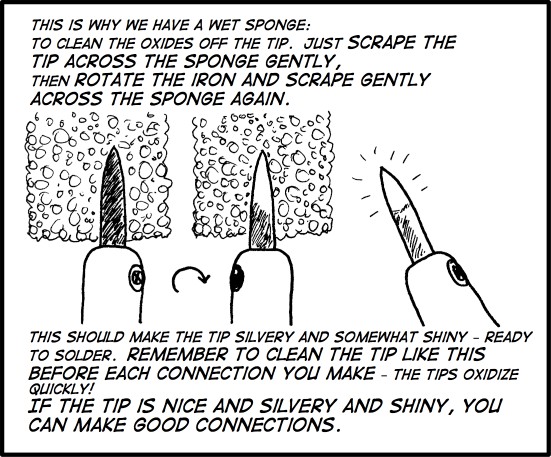 THIS IS WHY WE HAVE A WET SPONGE:
TO CLEAN THE OXIDES OFF THE TIP. JUST SCRAPE THE
TIP ACROSS THE SPONGE GENTLY,
THEN ROTATE THE IRON AND SCRAPE GENTLY
ACROSS THE SPONGE AGAIN.
THIS SHOULD MAKE THE TIP SILVERY AND SOMEWHAT SHINY - READY
TO SOLDER. REMEMBER TO CLEAN THE TIP LIKE THIS
BEFORE EACH CONNECTION YOU MAKE - THE TIPS OXIDIZE
QUICKLY!
IF THE TIP IS NICE AND SILVERY AND SHINY, YOU
CAN MAKE GOOD CONNECTIONS.